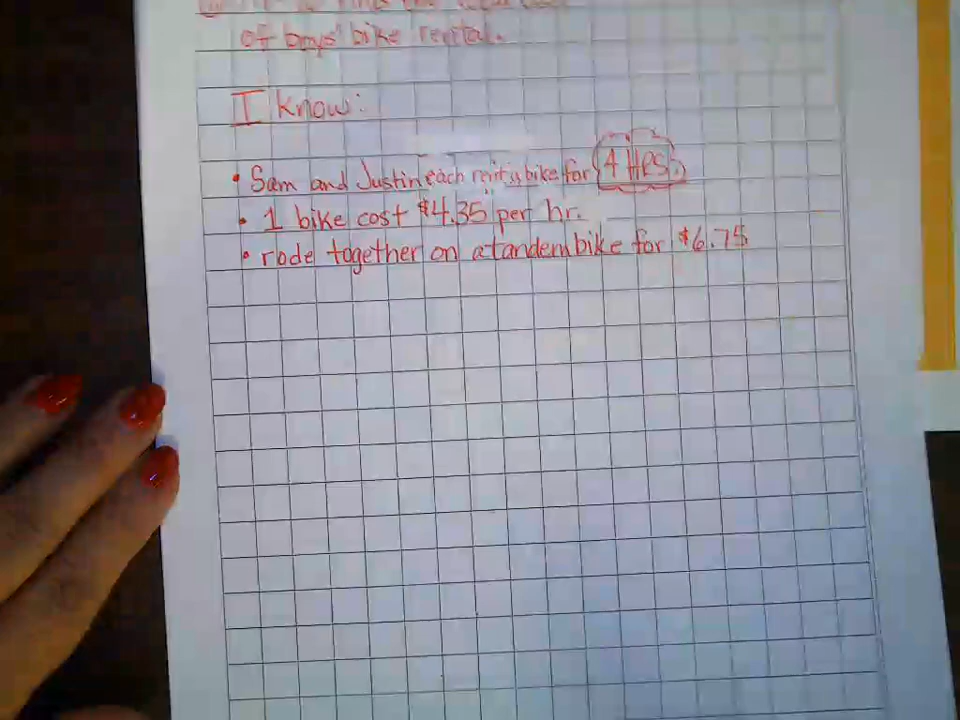 of boys' bike rental.
I know:
• Sam and Justin each rent a bike for 4 HRS.
• 1 bike cost $4.35 per hr.
• rode together on a tandem bike for $6.75